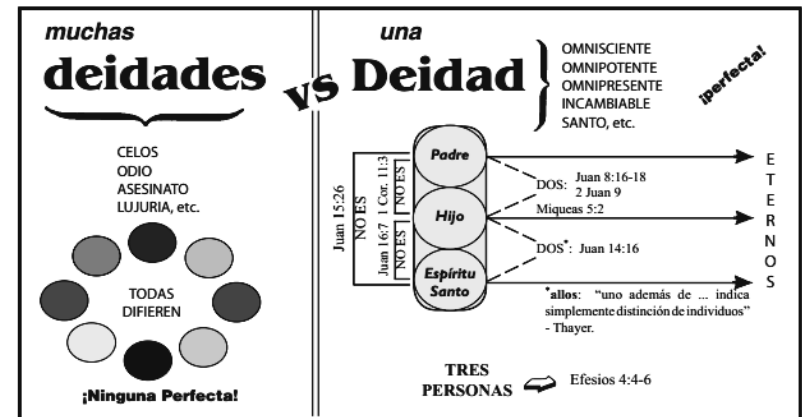 muchas
deidades
CELOS
ODIO
ASESINATO
LUJURIA, etc.
TODAS
DIFIEREN
¡Ninguna Perfecta!
vs
una
Deidad
OMNISCIENTE
OMNIPOTENTE
OMNIPRESENTE
INCAMBIABLE
SANTO, etc.
¡perfecta!
Juan 15:26
NO ES
1 Cor. 11:3
NO ES
Juan 16:7
NO ES
Padre
Hijo
Espíritu
Santo
DOS: Juan 8:16-18
2 Juan 9
Miqueas 5:2
DOS*: Juan 14:16
ETERNOS
*allos: “uno además de ... indica
simplemente distinción de individuos”
- Thayer.
TRES
PERSONAS
Efesios 4:4-6